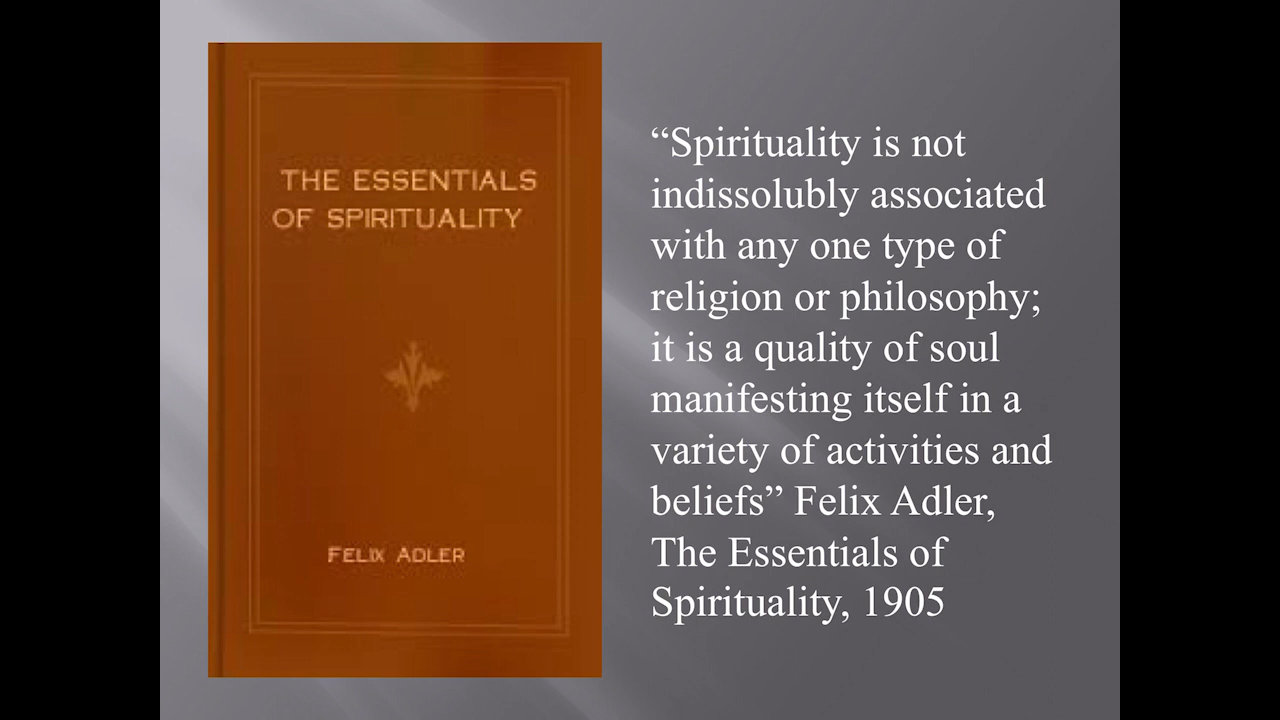 THE ESSENTIALS
OF SPIRITUALITY
FELIX ADLER
“Spirituality is not
indissolubly associated
with any one type of
religion or philosophy;
it is a quality of soul
manifesting itself in a
variety of activities and
beliefs” Felix Adler,
The Essentials of
Spirituality, 1905